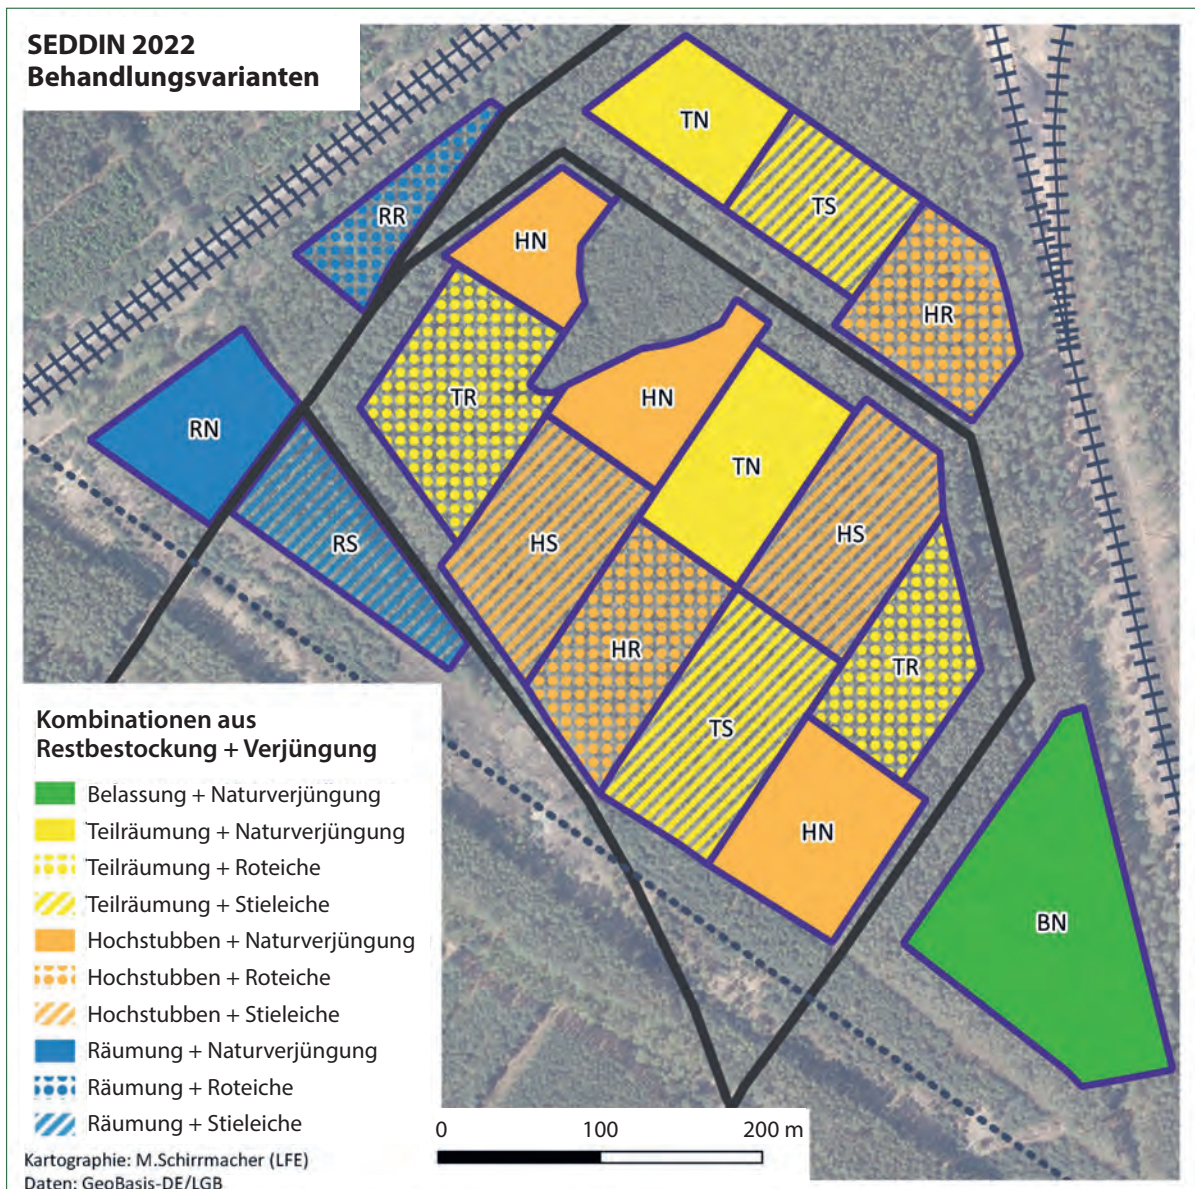 SEDDIN 2022
Behandlungsvarianten
TN
TS
RR
HN
HR
TR
HN
RN
TN
HS
HS
RS
HR
TR
TS
HN
BN
Kombinationen aus
Restbestockung + Verjüngung
Belassung + Naturverjüngung
Teilräumung + Naturverjüngung
Teilräumung + Roteiche
Teilräumung + Stieleiche
Hochstubben + Naturverjüngung
Hochstubben + Roteiche
Hochstubben + Stieleiche
Räumung + Naturverjüngung
Räumung + Roteiche
Räumung + Stieleiche
0 100 200 m
Kartographie: M.Schirrmacher (LFE)
Daten: GeoBasis-DE/LGB